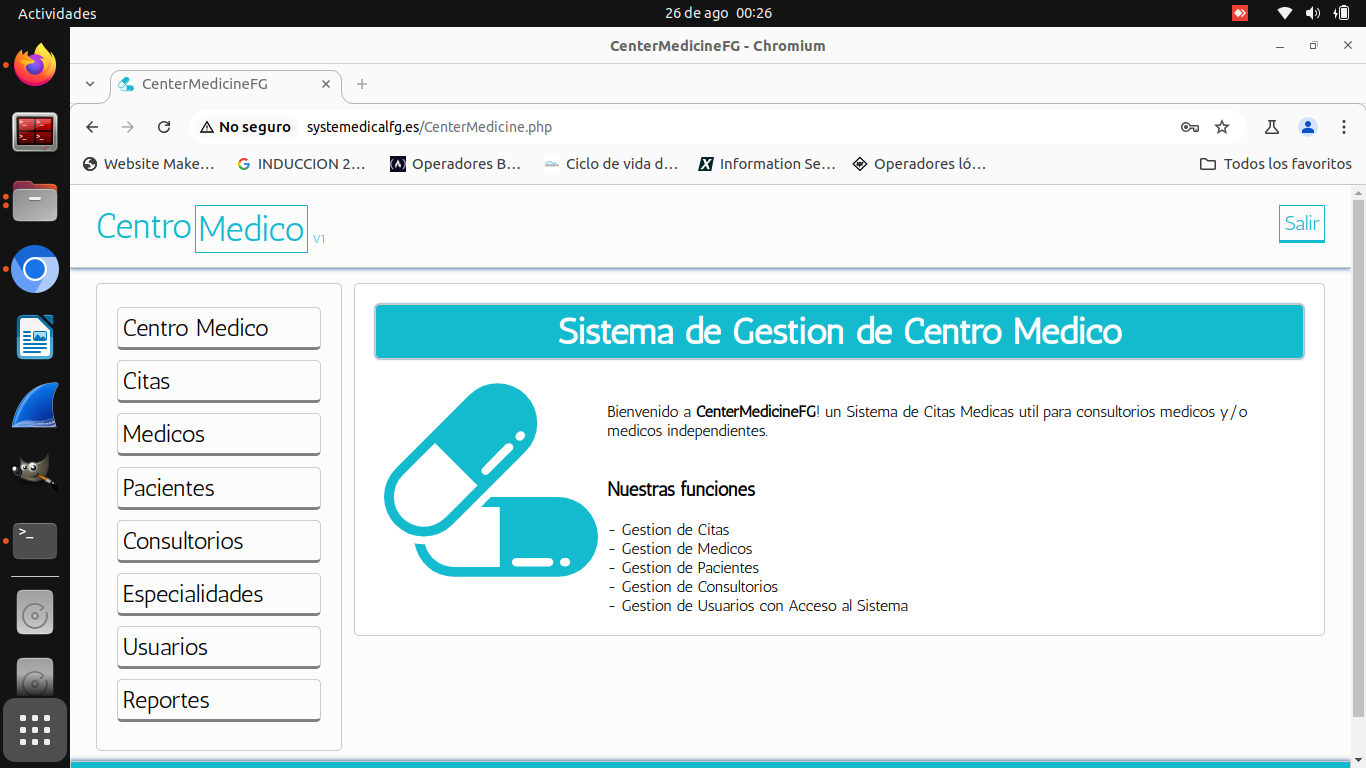 Actividades
26 de ago 00:26
CenterMedicineFG - Chromium
CenterMedicineFG
No seguro
systemedicalfg.es/CenterMedicine.php
Website Make…
INDUCCION 2…
Operadores B…
Ciclo de vida d…
Information Se…
Operadores ló…
Todos los favoritos
Centro Medico V1
Salir
Centro Medico
Citas
Medicos
Pacientes
Consultorios
Especialidades
Usuarios
Reportes
Sistema de Gestion de Centro Medico
Bienvenido a CenterMedicineFG! un Sistema de Citas Medicas util para consultorios medicos y/o
medicos independientes.
Nuestras funciones
- Gestion de Citas
- Gestion de Medicos
- Gestion de Pacientes
- Gestion de Consultorios
- Gestion de Usuarios con Acceso al Sistema